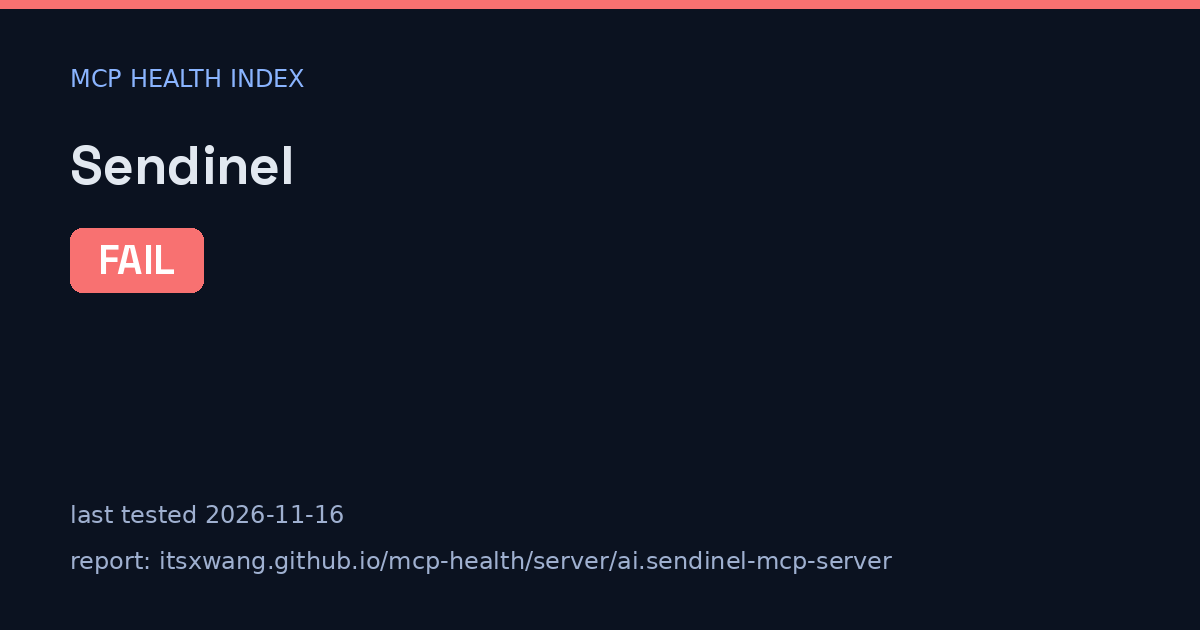 MCP HEALTH INDEX
Sendinel
FAIL
last tested 2026-11-16
report: itsxwang.github.io/mcp-health/server/ai.sendinel-mcp-server